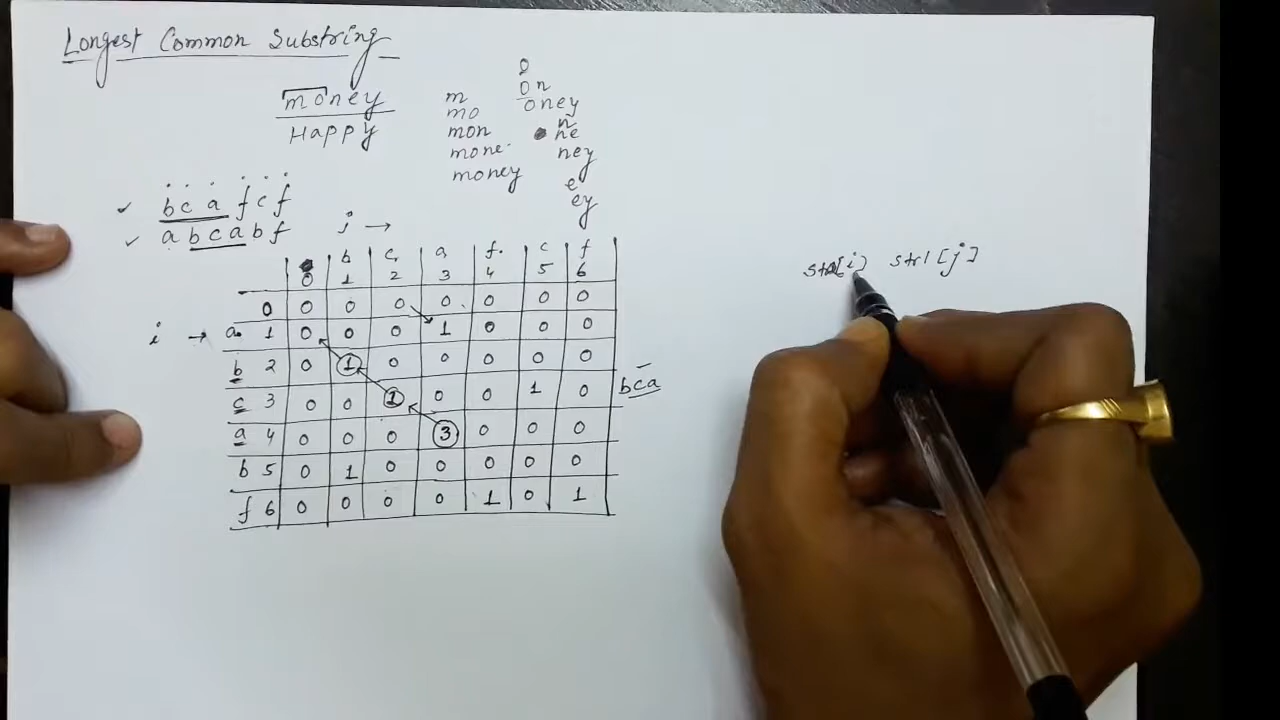 Longest Common Substring
money
Happy
m
mo
mon
mone
money
o
on
oney
n
ne
ney
e
ey
b c a f c f
a b c a b f
j →
b c a f c f
0 1 2 3 4 5 6
0 0 0 0 0 0 0 0
i → a 1 0 0 0 1 0 0 0
b 2 0 1 0 0 0 0 0
c 3 0 0 1 0 0 1 0 bca
a 4 0 0 0 3 0 0 0
b 5 0 1 0 0 0 0 0
f 6 0 0 0 0 1 0 1
str[i] str1[j]